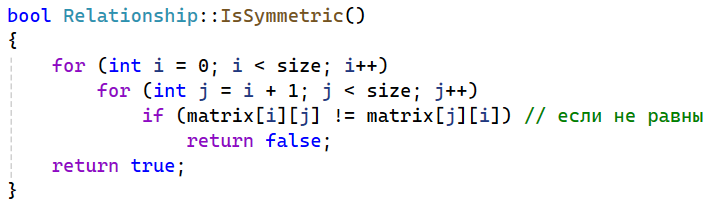 bool Relationship::IsSymmetric()
{
    for (int i = 0; i < size; i++)
        for (int j = i + 1; j < size; j++)
            if (matrix[i][j] != matrix[j][i]) // если не равны
                return false;
    return true;
}